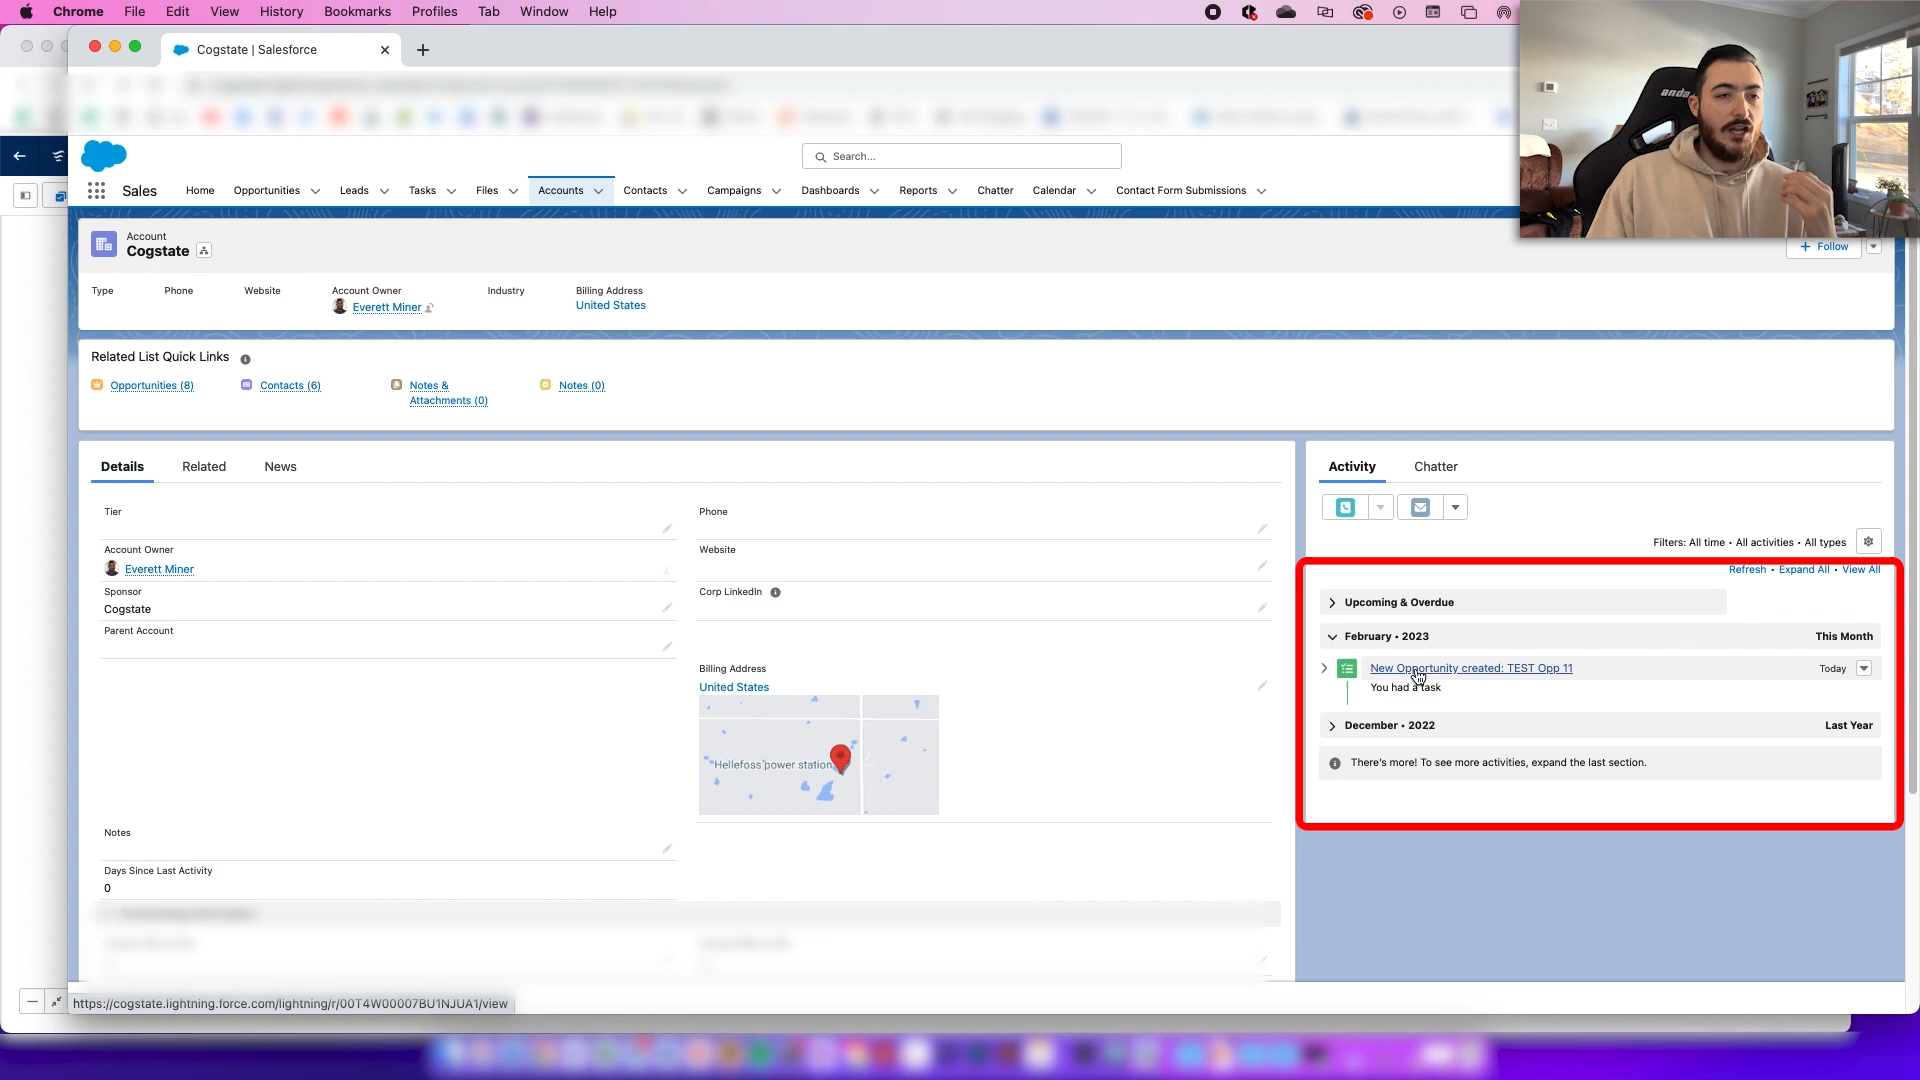 Chrome File Edit View History Bookmarks Profiles Tab Window Help
Cogstate | Salesforce
Search...
Sales Home Opportunities Leads Tasks Files Accounts Contacts Campaigns Dashboards Reports Chatter Calendar Contact Form Submissions
Account
Cogstate
Follow
Type Phone Website Account Owner Industry Billing Address
Everett Miner United States
Related List Quick Links
Opportunities (8) Contacts (6) Notes & Attachments (0) Notes (0)
Details Related News
Tier Phone
Account Owner Website
Everett Miner
Sponsor Corp LinkedIn
Cogstate
Parent Account
Billing Address
United States
Hellefoss power station
Notes
Days Since Last Activity
0
Activity Chatter
Filters: All time • All activities • All types
Refresh • Expand All • View All
Upcoming & Overdue
February • 2023 This Month
New Opportunity created: TEST Opp 11 Today
You had a task
December • 2022 Last Year
There's more! To see more activities, expand the last section.
https://cogstate.lightning.force.com/lightning/r/00T4W00007BU1NJUA1/view